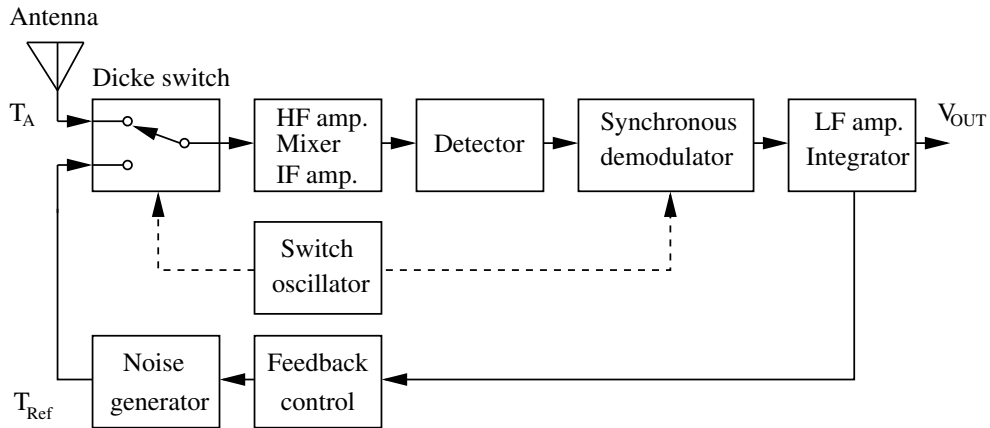 Antenna
Dicke switch
T_A
HF amp.
Mixer
IF amp.
Detector
Synchronous
demodulator
LF amp.
Integrator
V_OUT
Switch
oscillator
Noise
generator
Feedback
control
T_Ref